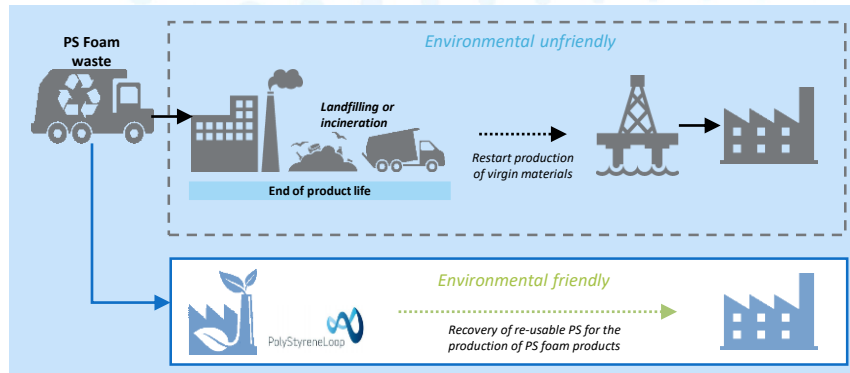 PS Foam
waste
Environmental unfriendly
Landfilling or
incineration
End of product life
Restart production
of virgin materials
Environmental friendly
PolyStyreneLoop
Recovery of re-usable PS for the
production of PS foam products